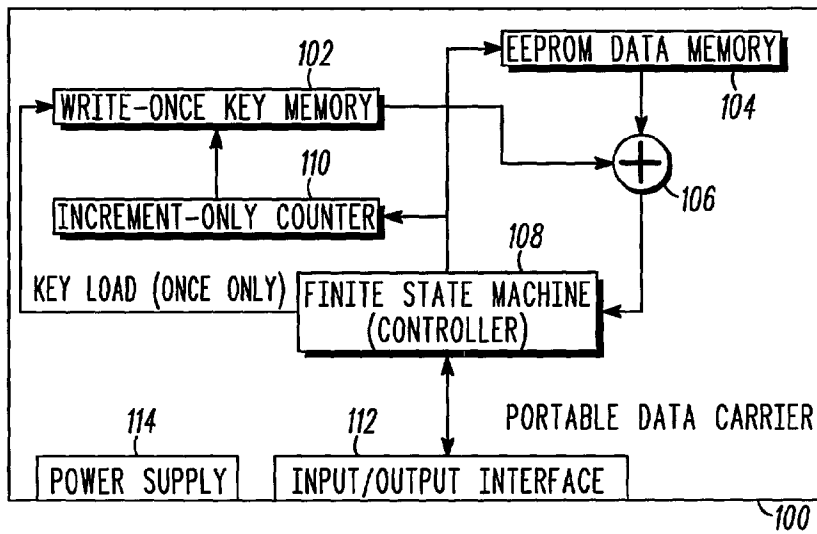 EEPROM DATA MEMORY
104
102
WRITE-ONCE KEY MEMORY
106
110
INCREMENT-ONLY COUNTER
KEY LOAD (ONCE ONLY)
108
FINITE STATE MACHINE
(CONTROLLER)
PORTABLE DATA CARRIER
114
POWER SUPPLY
112
INPUT/OUTPUT INTERFACE
100